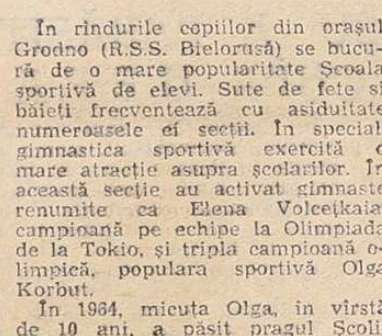 În rîndurile copiilor din orașul
Grodno (R.S.S. Bielorusă) se bucu-
ră de o mare popularitate Școala
sportivă de elevi. Sute de fete și
băieți frecventează cu asiduitate
numeroasele ei secții. În special
gimnastica sportivă exercită o
mare atracție asupra școlarilor. În
această secție au activat gimnaste
renumite ca Elena Volcețkaia
campioană pe echipe la Olimpiada
de la Tokio, și tripla campioană o-
limpică, populara sportivă Olga
Korbut.
În 1964, micuța Olga, în vîrstă
de 10 ani, a pășit pragul Școlii